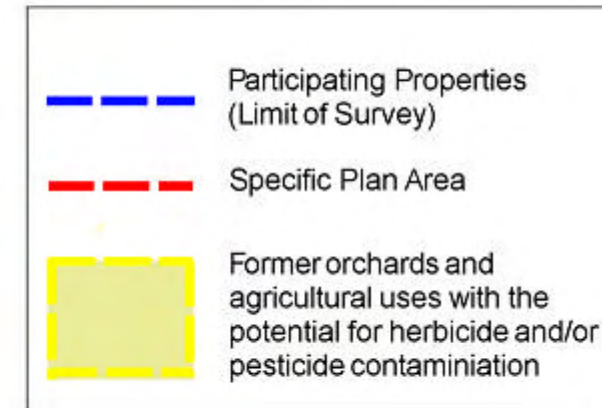 Participating Properties
(Limit of Survey)
Specific Plan Area
Former orchards and
agricultural uses with the
potential for herbicide and/or
pesticide contaminiation